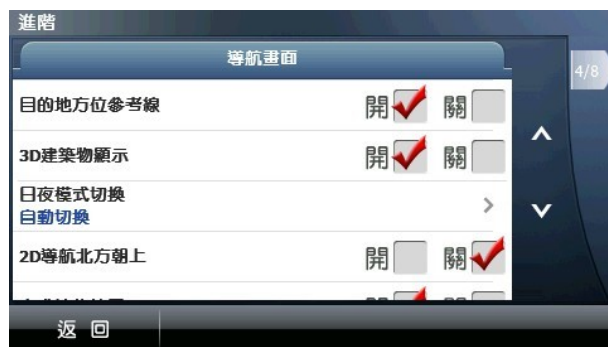 進階
導航畫面
4/8
目的地方位參考線 開 關
3D建築物顯示 開 關
日夜模式切換
自動切換
2D導航北方朝上 開 關
返 回